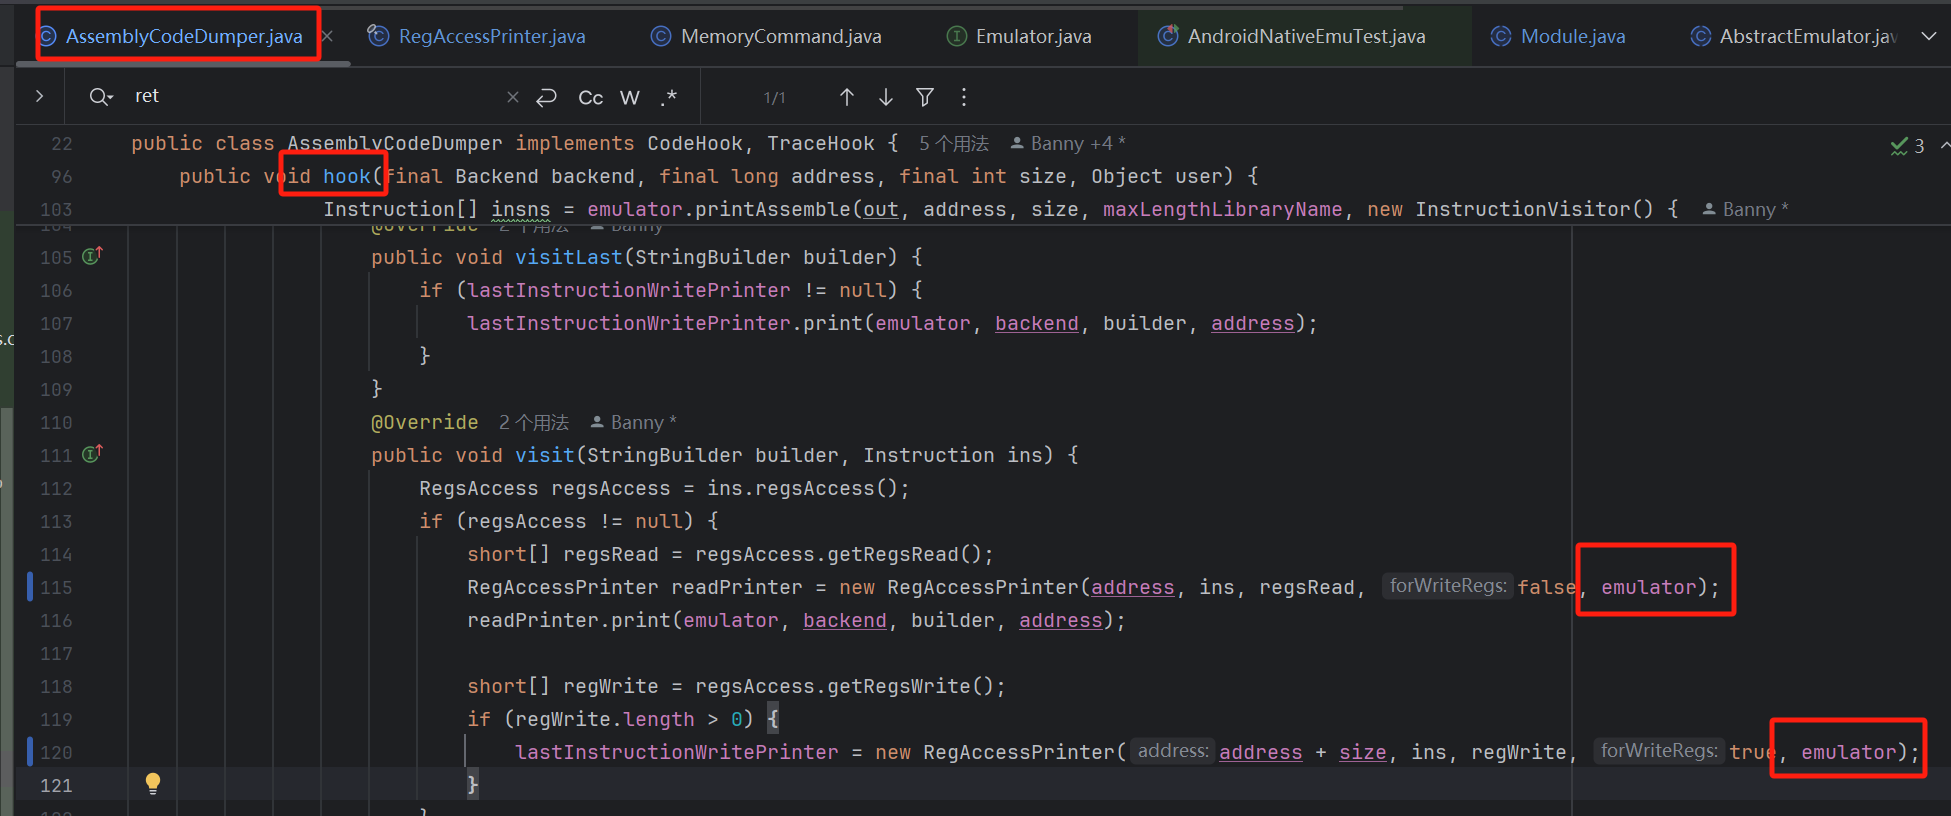 AssemblyCodeDumper.java × RegAccessPrinter.java MemoryCommand.java Emulator.java AndroidNativeEmuTest.java Module.java AbstractEmulator.jav
ret × Cc W .* 1/1
22 public class AssemblyCodeDumper implements CodeHook, TraceHook { 5 个用法 Banny +4 * 3
96 public void hook(final Backend backend, final long address, final int size, Object user) {
103 Instruction[] insns = emulator.printAssemble(out, address, size, maxLengthLibraryName, new InstructionVisitor() { Banny *
104 @Override 2 个用法 Banny
105 public void visitLast(StringBuilder builder) {
106 if (lastInstructionWritePrinter != null) {
107 lastInstructionWritePrinter.print(emulator, backend, builder, address);
108 }
109 }
110 @Override 2 个用法 Banny *
111 public void visit(StringBuilder builder, Instruction ins) {
112 RegsAccess regsAccess = ins.regsAccess();
113 if (regsAccess != null) {
114 short[] regsRead = regsAccess.getRegsRead();
115 RegAccessPrinter readPrinter = new RegAccessPrinter(address, ins, regsRead, forWriteRegs: false, emulator);
116 readPrinter.print(emulator, backend, builder, address);
117
118 short[] regWrite = regsAccess.getRegsWrite();
119 if (regWrite.length > 0) {
120 lastInstructionWritePrinter = new RegAccessPrinter( address: address + size, ins, regWrite, forWriteRegs: true, emulator);
121 }